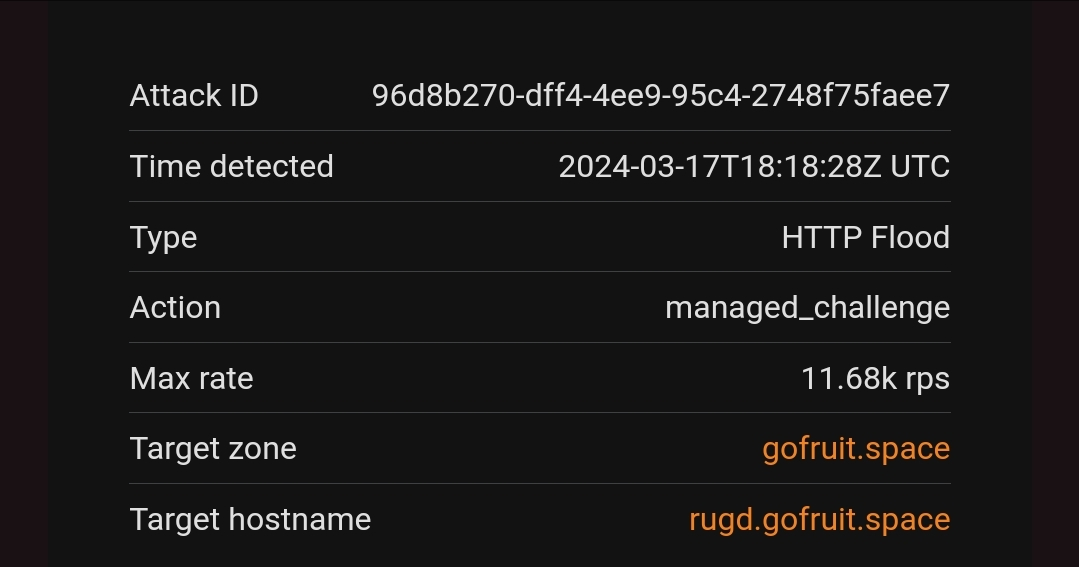 Attack ID 96d8b270-dff4-4ee9-95c4-2748f75faee7
Time detected 2024-03-17T18:18:28Z UTC
Type HTTP Flood
Action managed_challenge
Max rate 11.68k rps
Target zone gofruit.space
Target hostname rugd.gofruit.space